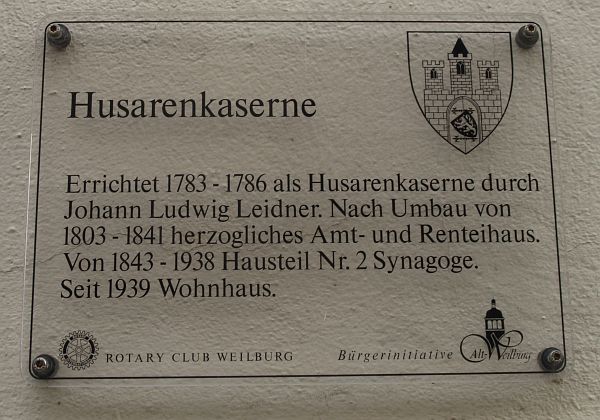 Husarenkaserne
Errichtet 1783 - 1786 als Husarenkaserne durch
Johann Ludwig Leidner. Nach Umbau von
1803 - 1841 herzogliches Amt- und Renteihaus.
Von 1843 - 1938 Hausteil Nr. 2 Synagoge.
Seit 1939 Wohnhaus.
ROTARY CLUB WEILBURG
Bürgerinitiative Alt-Weilburg